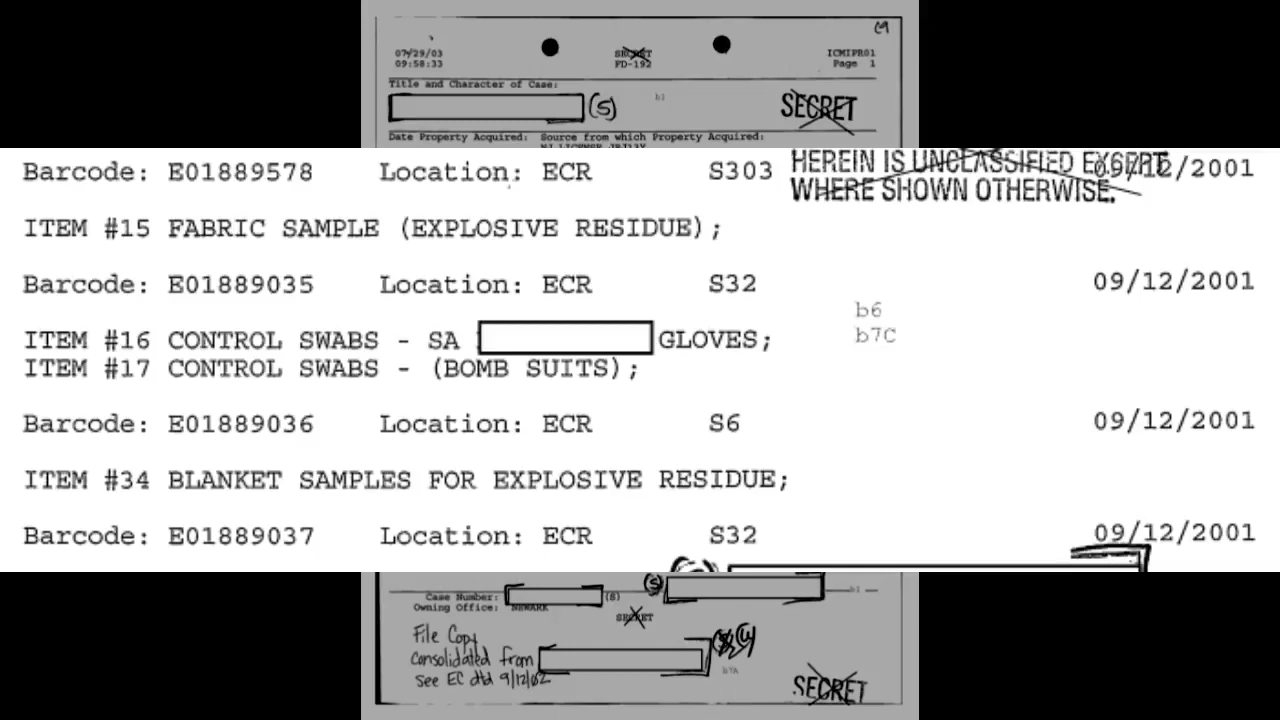 69
07/29/03 SECRET ICMIPR01
09:58:33 FD-192 Page 1
Title and Character of Case:
(S) b1 SECRET
Date Property Acquired: Source from which Property Acquired:
Barcode: E01889578 Location: ECR S303 09/12/2001
HEREIN IS UNCLASSIFIED EXCEPT
WHERE SHOWN OTHERWISE.
ITEM #15 FABRIC SAMPLE (EXPLOSIVE RESIDUE);
Barcode: E01889035 Location: ECR S32 09/12/2001
b6
b7C
ITEM #16 CONTROL SWABS - SA GLOVES;
ITEM #17 CONTROL SWABS - (BOMB SUITS);
Barcode: E01889036 Location: ECR S6 09/12/2001
ITEM #34 BLANKET SAMPLES FOR EXPLOSIVE RESIDUE;
Barcode: E01889037 Location: ECR S32 09/12/2001
Case Number: (S) (S) b1
Owning Office: NEWARK
SECRET
File Copy
consolidated from
see EC dtd 9/12/02
b7A
SECRET